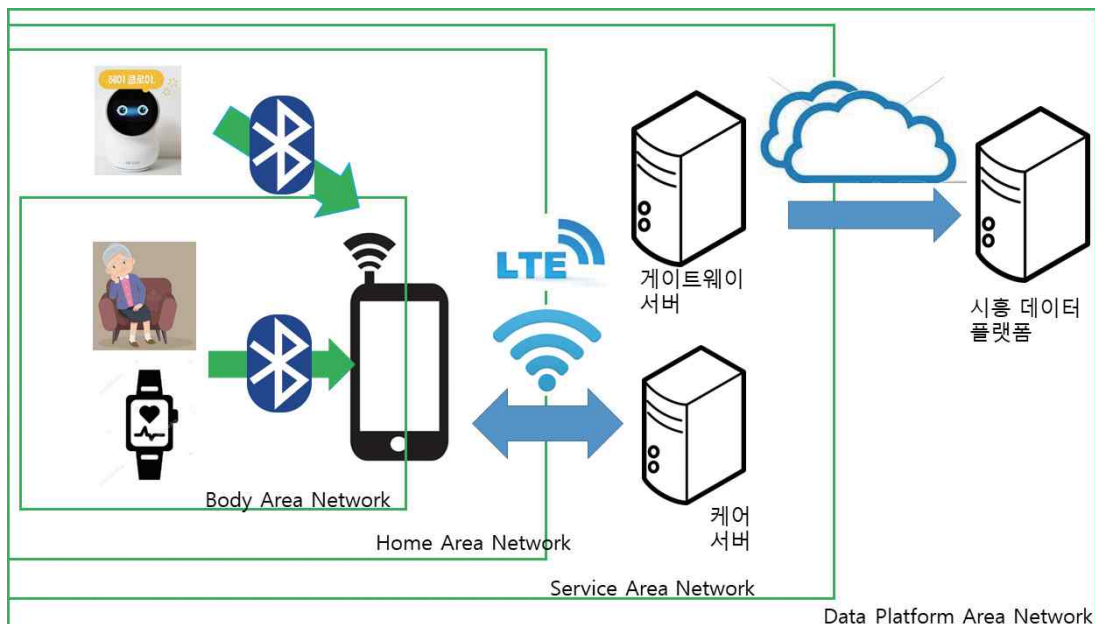 헤이 클로바.
LTE
게이트웨이
서버
시흥 데이터
플랫폼
케어
서버
Body Area Network
Home Area Network
Service Area Network
Data Platform Area Network